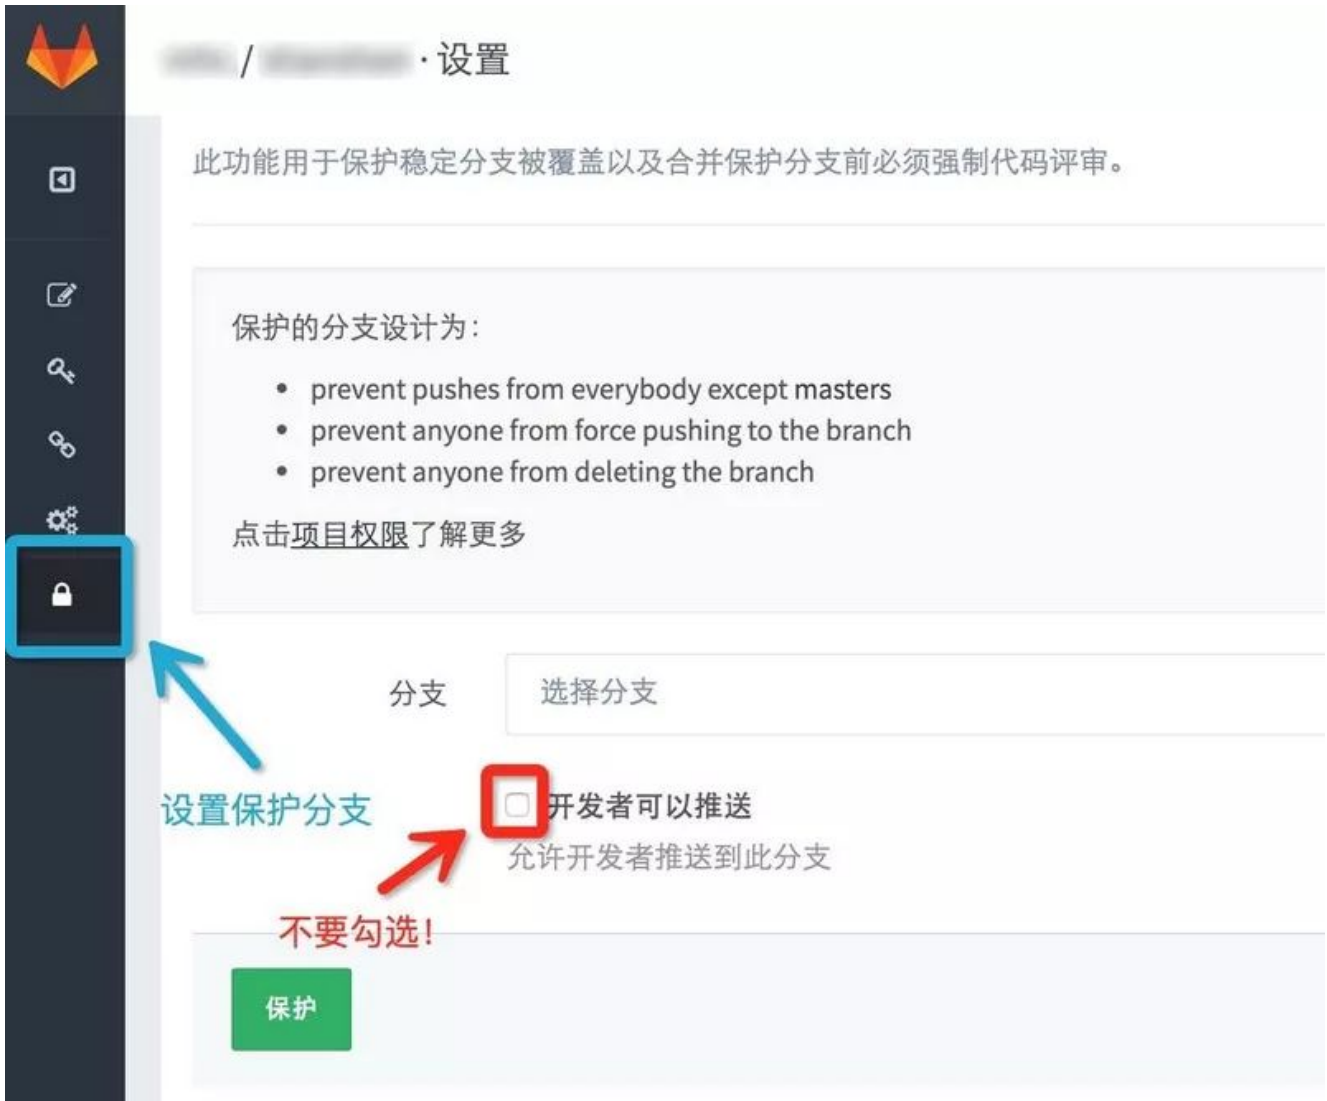 / · 设置
此功能用于保护稳定分支被覆盖以及合并保护分支前必须强制代码评审。
保护的分支设计为：
• prevent pushes from everybody except masters
• prevent anyone from force pushing to the branch
• prevent anyone from deleting the branch
点击项目权限了解更多
分支 选择分支
设置保护分支 开发者可以推送
允许开发者推送到此分支
不要勾选！
保护